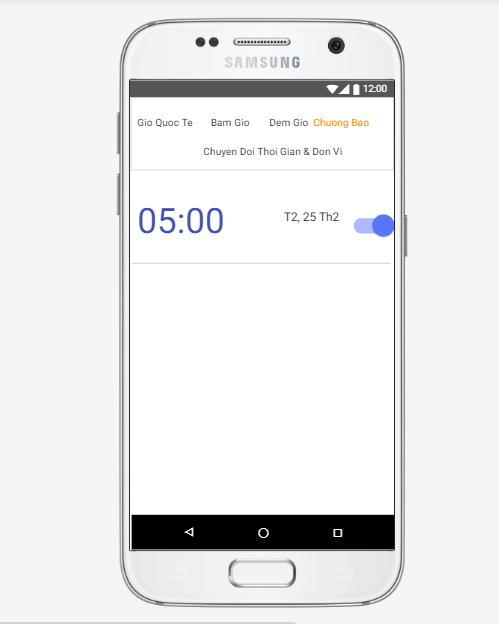 SAMSUNG
12:00
Gio Quoc Te Bam Gio Dem Gio Chuong Bao
Chuyen Doi Thoi Gian & Don Vi
05:00 T2, 25 Th2